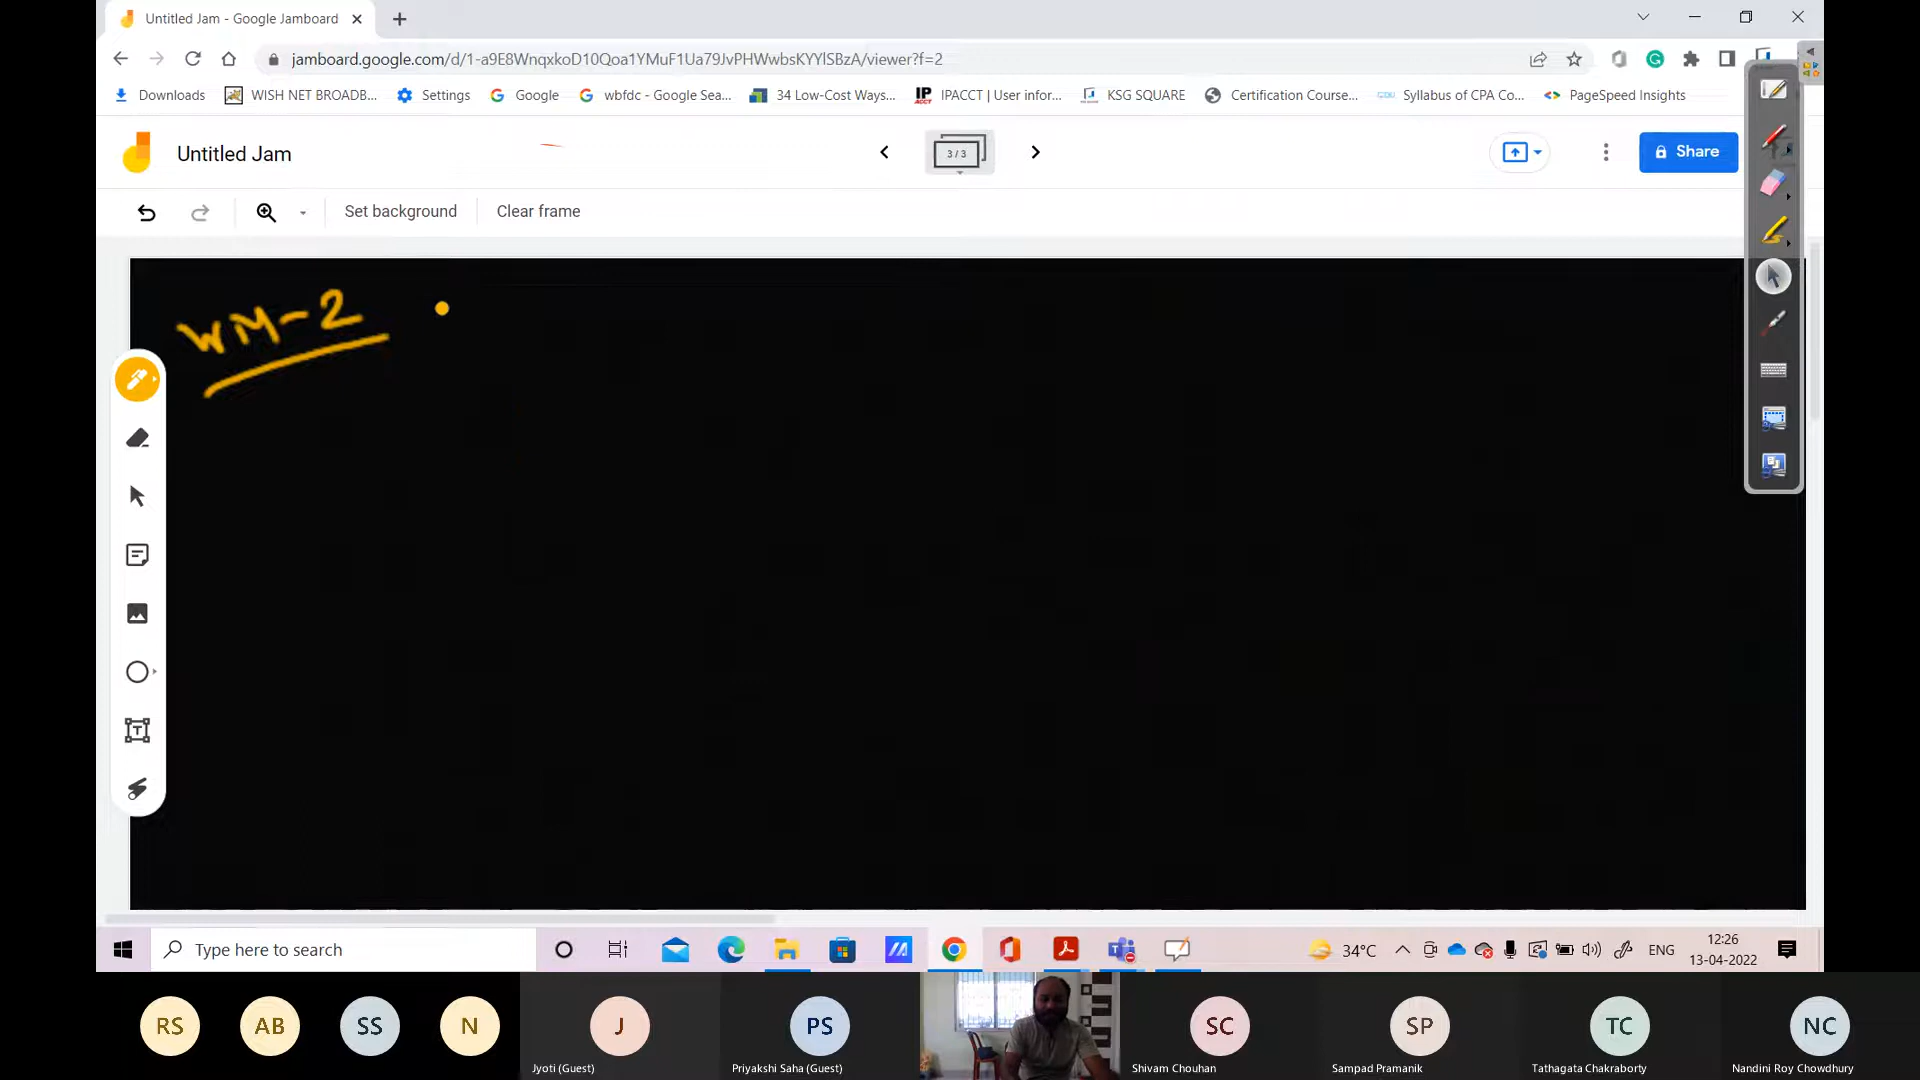 Untitled Jam - Google Jamboard
jamboard.google.com/d/1-a9E8WnqxkoD10Qoa1YMuF1Ua79JvPHWwbsKYYlSBzA/viewer?f=2
Downloads WISH NET BROADB... Settings Google wbfdc - Google Sea... 34 Low-Cost Ways... IP IPACCT | User infor... KSG SQUARE Certification Course... Syllabus of CPA Co... PageSpeed Insights
Untitled Jam 3 / 3 Share
Set background Clear frame
WM-2
Type here to search 34°C ENG 12:26
13-04-2022
RS AB SS N J PS SC SP TC NC
Jyoti (Guest) Priyakshi Saha (Guest) Shivam Chouhan Sampad Pramanik Tathagata Chakraborty Nandini Roy Chowdhury